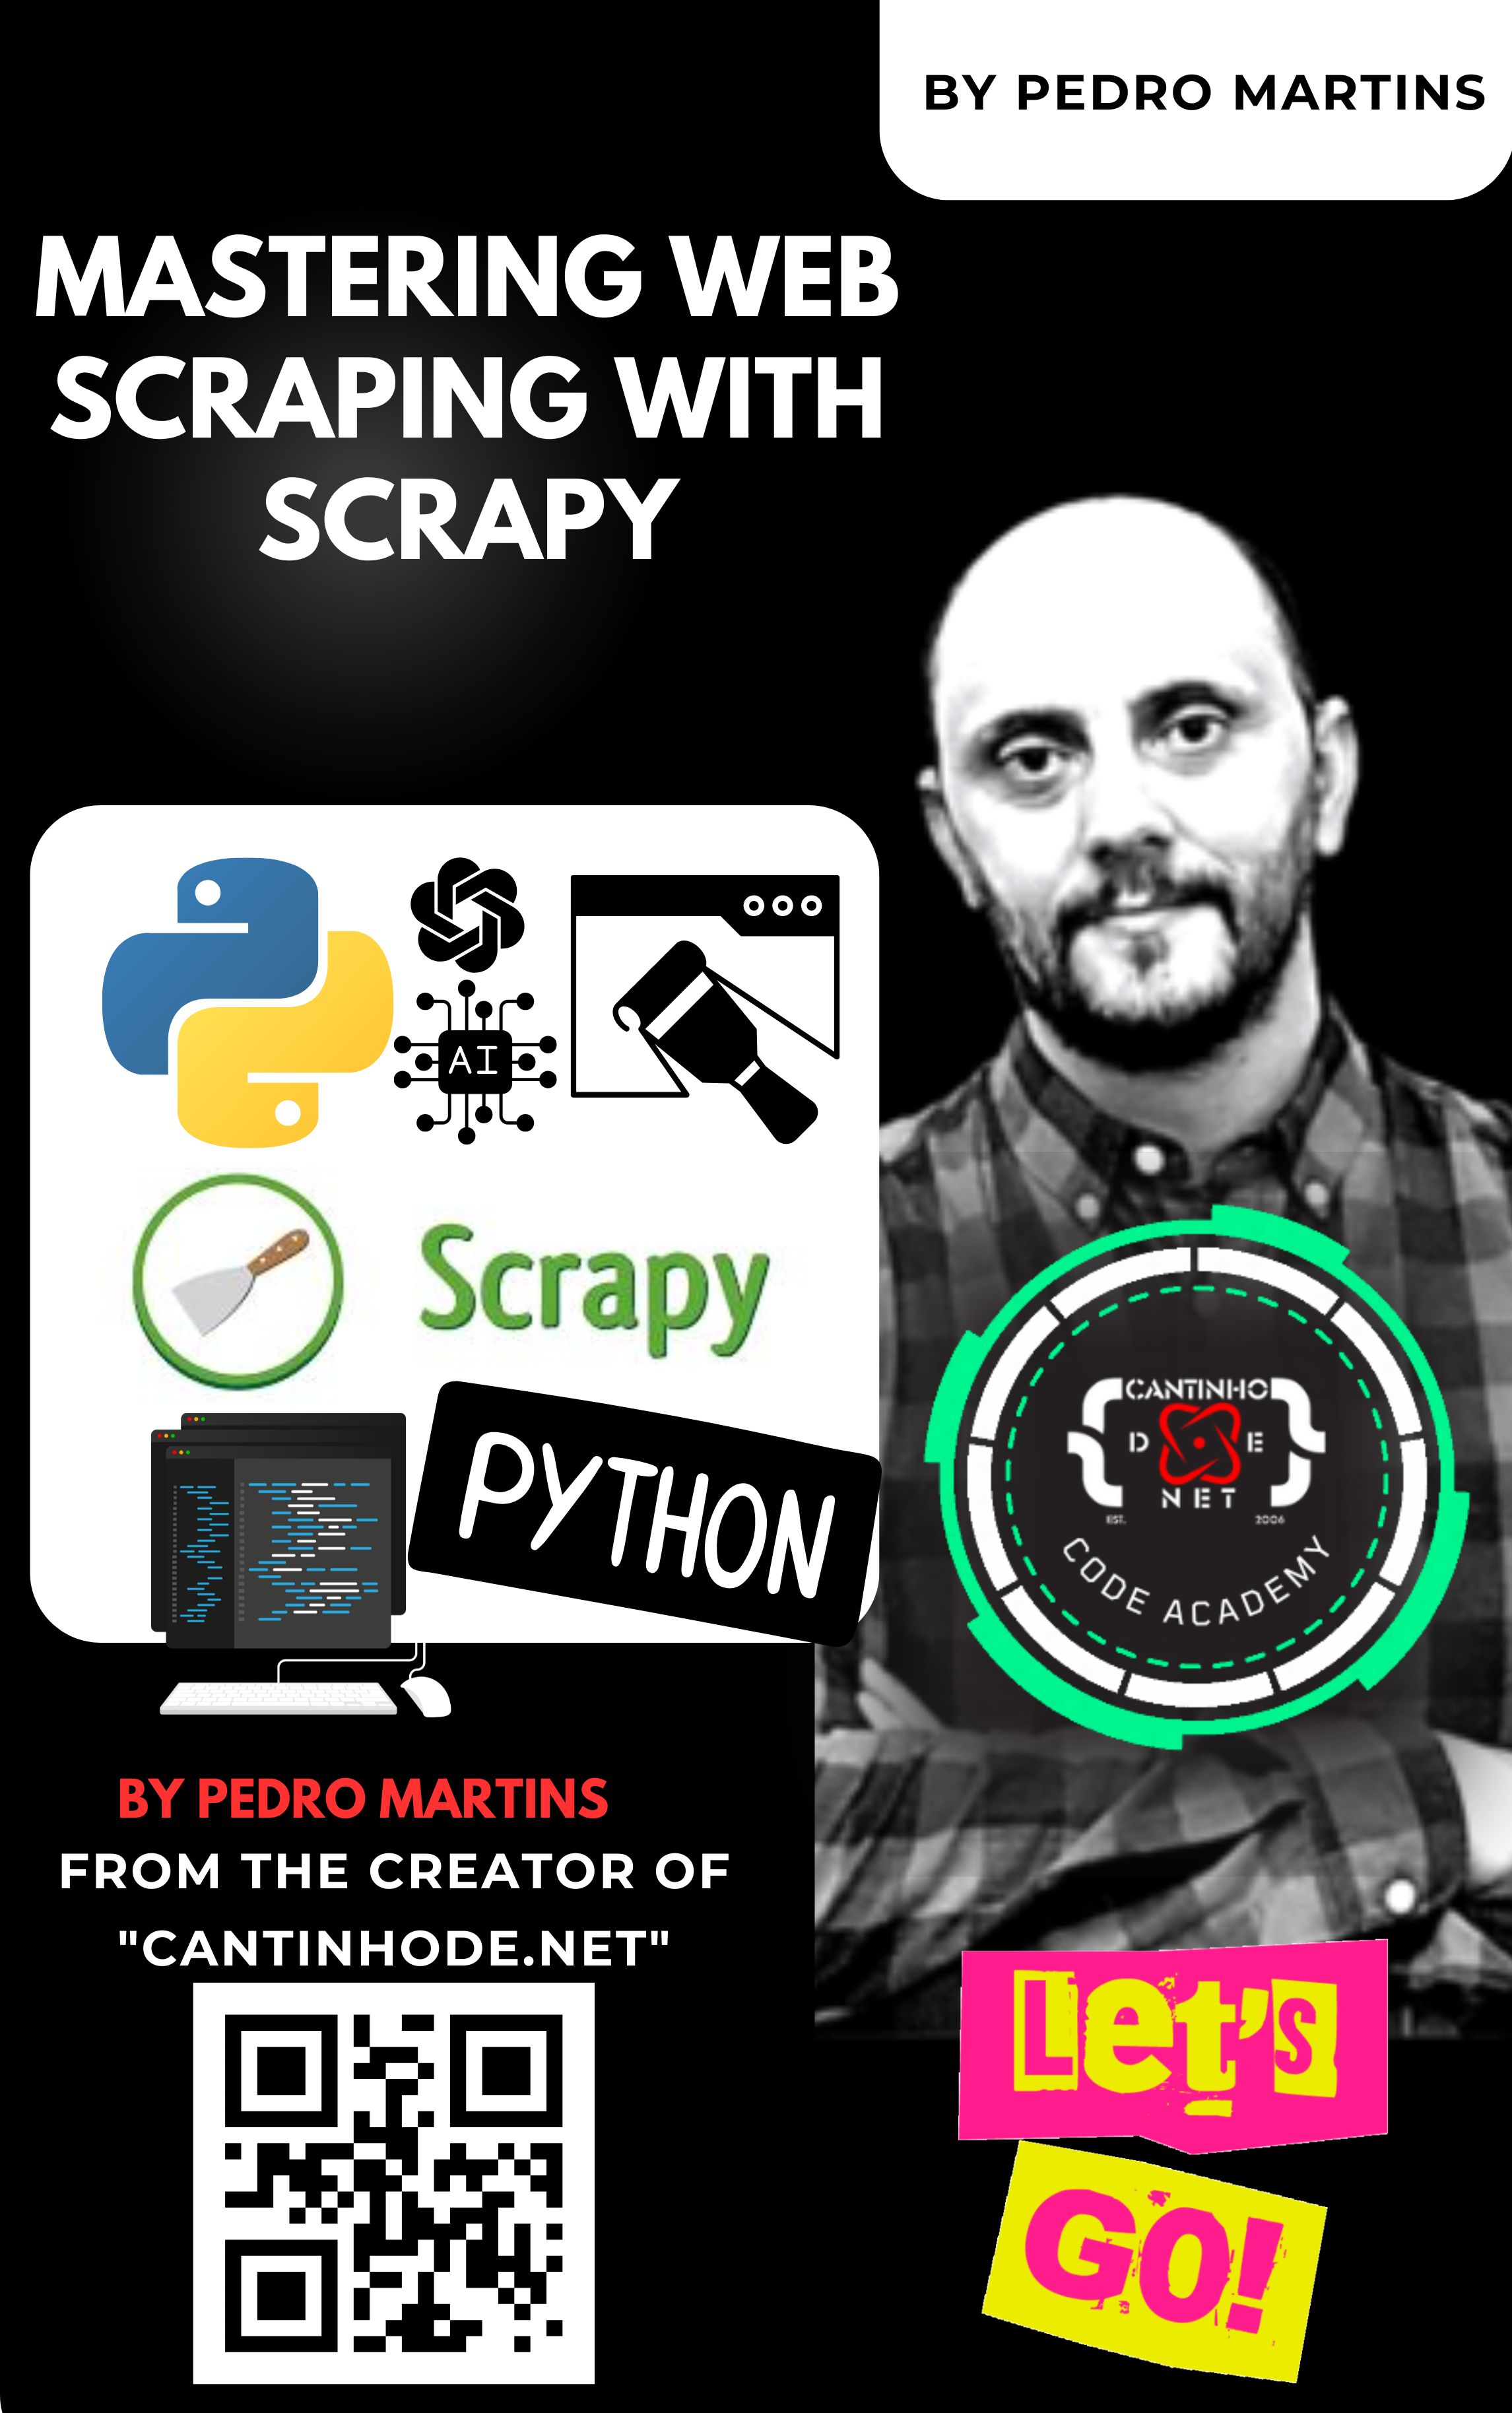 BY PEDRO MARTINS
MASTERING WEB
SCRAPING WITH
SCRAPY
AI
Scrapy
PYTHON
CANTINHO
D E
NET
EST. 2006
CODE ACADEMY
BY PEDRO MARTINS
FROM THE CREATOR OF
"CANTINHODE.NET"
Let's
GO!